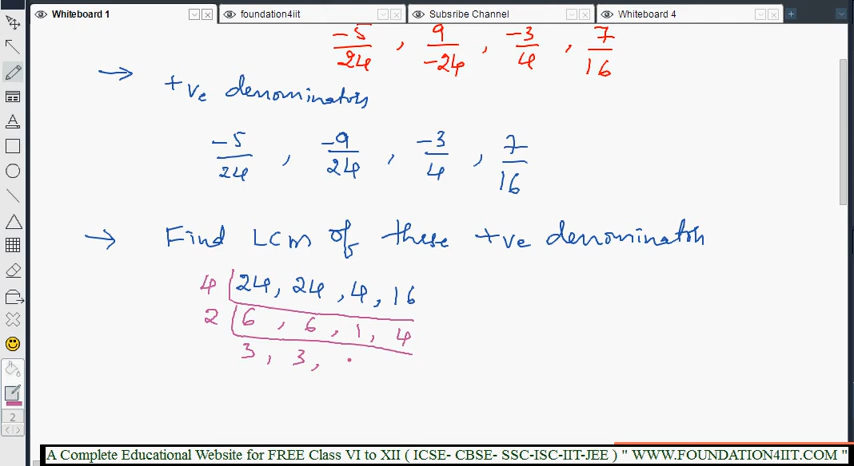 Whiteboard 1 foundation4iit Subsribe Channel Whiteboard 4
-5/24 , 9/-24 , -3/4 , 7/16
→ +ve denominators
-5/24 , -9/24 , -3/4 , 7/16
→ Find LCM of these +ve denominators
4 | 24, 24, 4, 16
2 | 6, 6, 1, 4
3, 3,
2
A Complete Educational Website for FREE Class VI to XII ( ICSE- CBSE- SSC-ISC-IIT-JEE ) " WWW.FOUNDATION4IIT.COM "